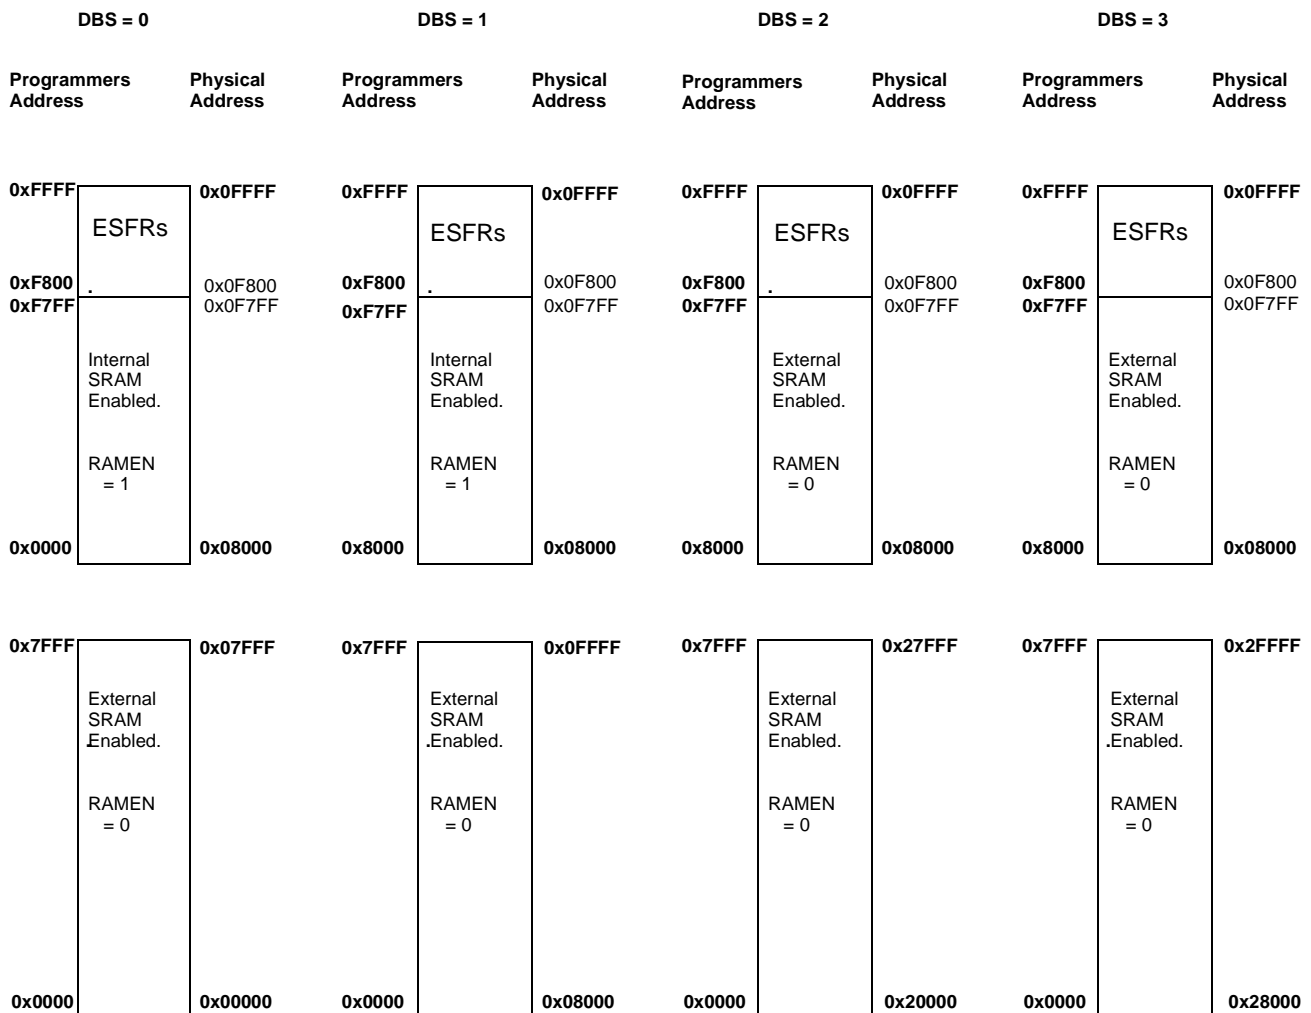 DBS = 0 DBS = 1 DBS = 2 DBS = 3
Programmers Physical Programmers Physical Programmers Physical Programmers Physical
Address Address Address Address Address Address Address Address
0xFFFF 0x0FFFF 0xFFFF 0x0FFFF 0xFFFF 0x0FFFF 0xFFFF 0x0FFFF
ESFRs ESFRs ESFRs ESFRs
0xF800 . 0x0F800 0xF800 . 0x0F800 0xF800 . 0x0F800 0xF800 0x0F800
0xF7FF 0x0F7FF 0xF7FF 0x0F7FF 0xF7FF 0x0F7FF 0xF7FF 0x0F7FF
Internal Internal External External
SRAM SRAM SRAM SRAM
Enabled. Enabled. Enabled. Enabled.
RAMEN RAMEN RAMEN RAMEN
= 1 = 1 = 0 = 0
0x0000 0x08000 0x8000 0x08000 0x8000 0x08000 0x8000 0x08000
0x7FFF 0x07FFF 0x7FFF 0x0FFFF 0x7FFF 0x27FFF 0x7FFF 0x2FFFF
External External External External
SRAM SRAM SRAM SRAM
.Enabled. .Enabled. Enabled. .Enabled.
RAMEN RAMEN RAMEN RAMEN
= 0 = 0 = 0 = 0
0x0000 0x00000 0x0000 0x08000 0x0000 0x20000 0x0000 0x28000